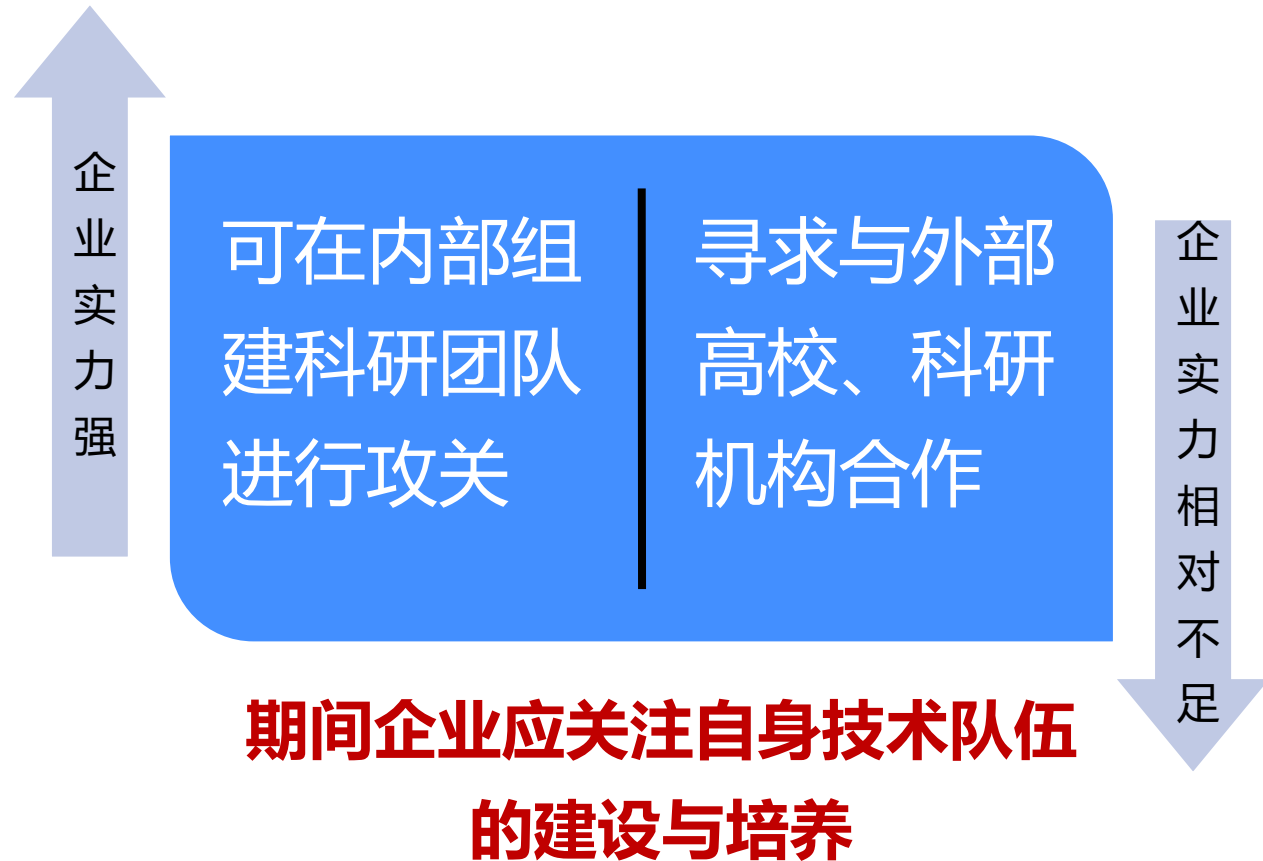 企业实力强
可在内部组
建科研团队
进行攻关
寻求与外部
高校、科研
机构合作
企业实力相对不足
期间企业应关注自身技术队伍
的建设与培养